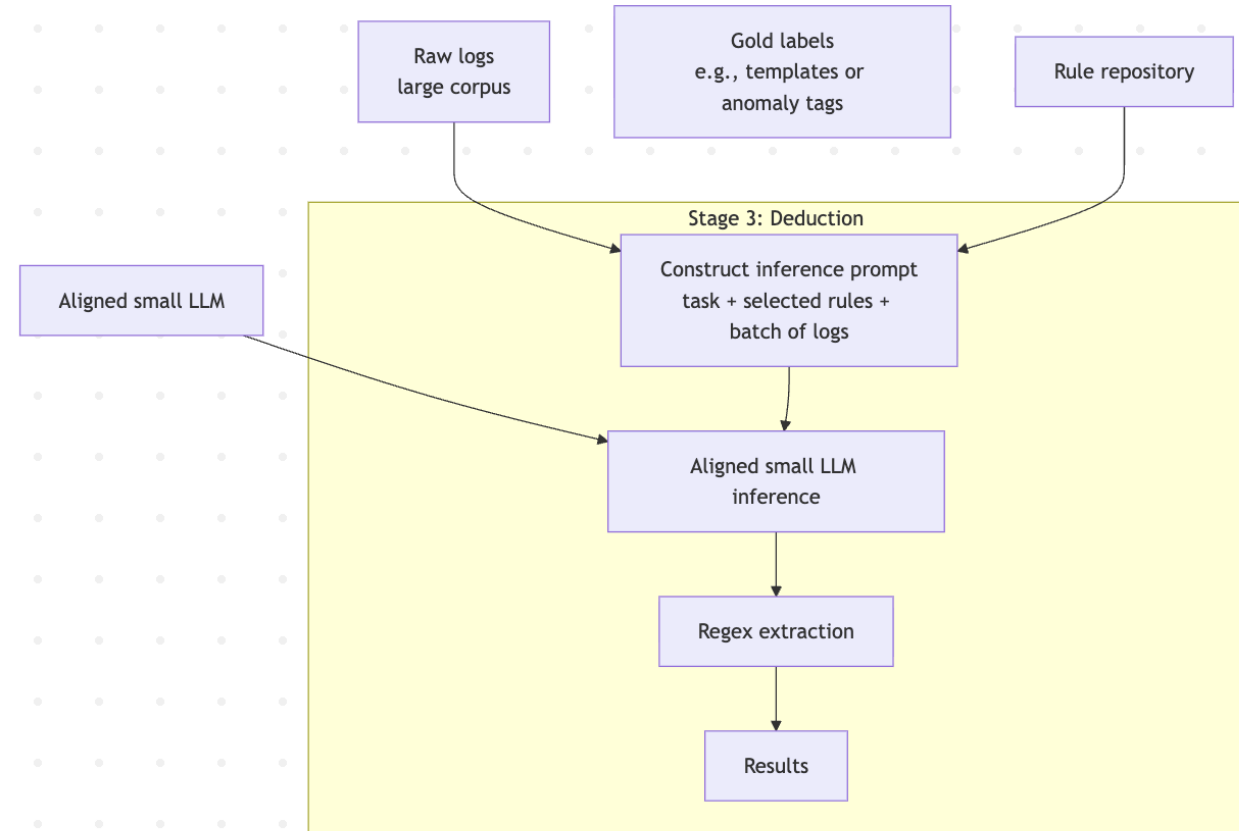 Raw logs
large corpus
Gold labels
e.g., templates or
anomaly tags
Rule repository
Stage 3: Deduction
Construct inference prompt
task + selected rules +
batch of logs
Aligned small LLM
Aligned small LLM
inference
Regex extraction
Results